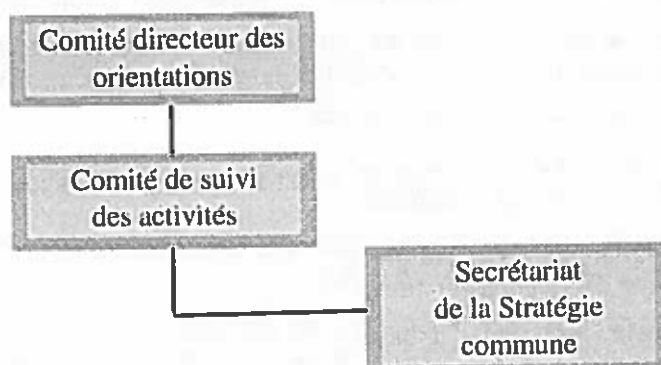 Comité directeur des
orientations
Comité de suivi
des activités
Secrétariat
de la Stratégie
commune